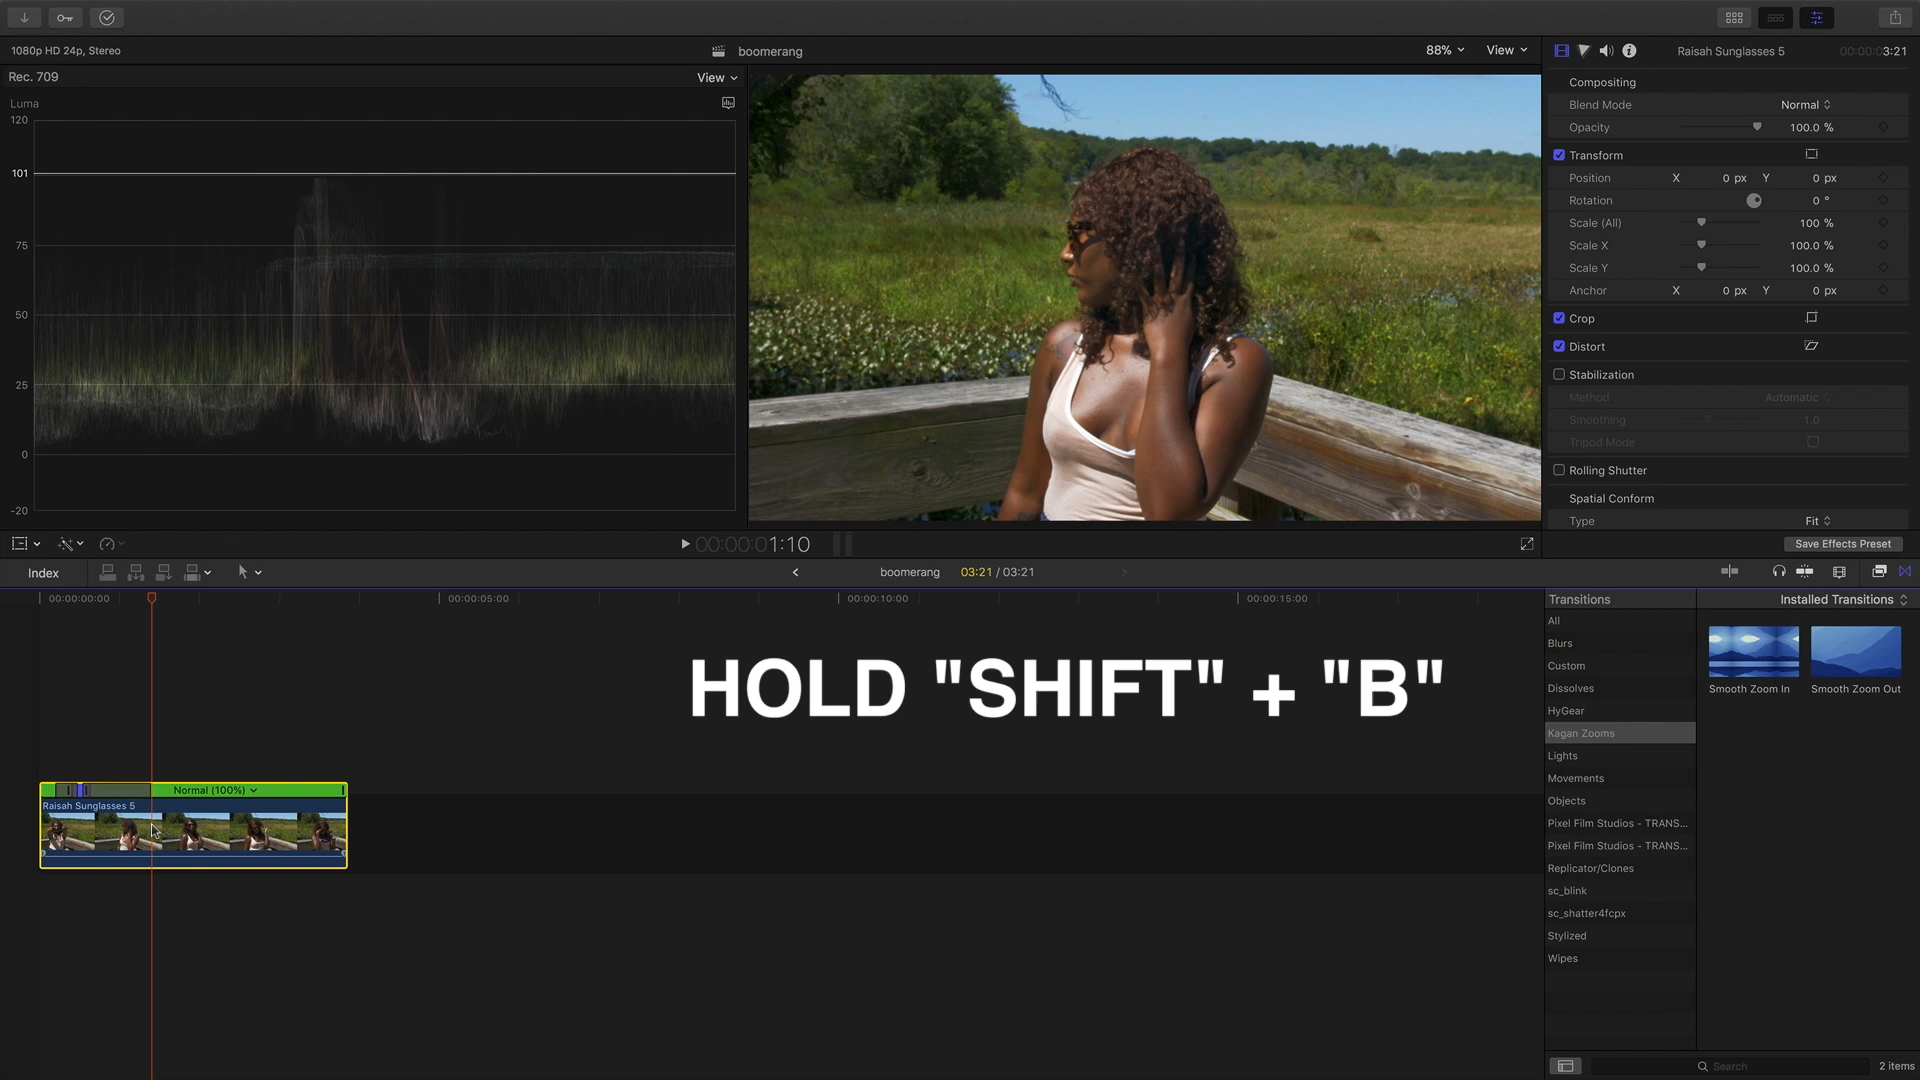 1080p HD 24p, Stereo
boomerang
88%
View
Raisah Sunglasses 5
00:00:03:21
Rec. 709
View
Luma
120
101
75
50
25
0
-20
Compositing
Blend Mode
Normal
Opacity
100.0 %
Transform
Position
X
0 px
Y
0 px
Rotation
0 °
Scale (All)
100 %
Scale X
100.0 %
Scale Y
100.0 %
Anchor
X
0 px
Y
0 px
Crop
Distort
Stabilization
Method
Automatic
Smoothing
1.0
Tripod Mode
Rolling Shutter
Spatial Conform
Type
Fit
00:00:01:10
Save Effects Preset
Index
boomerang
03:21 / 03:21
00:00:00:00
00:00:05:00
00:00:10:00
00:00:15:00
HOLD "SHIFT" + "B"
Normal (100%)
Raisah Sunglasses 5
Transitions
Installed Transitions
All
Blurs
Custom
Dissolves
HyGear
Kagan Zooms
Lights
Movements
Objects
Pixel Film Studios - TRANS...
Pixel Film Studios - TRANS...
Replicator/Clones
sc_blink
sc_shatter4fcpx
Stylized
Wipes
Smooth Zoom In
Smooth Zoom Out
Search
2 items